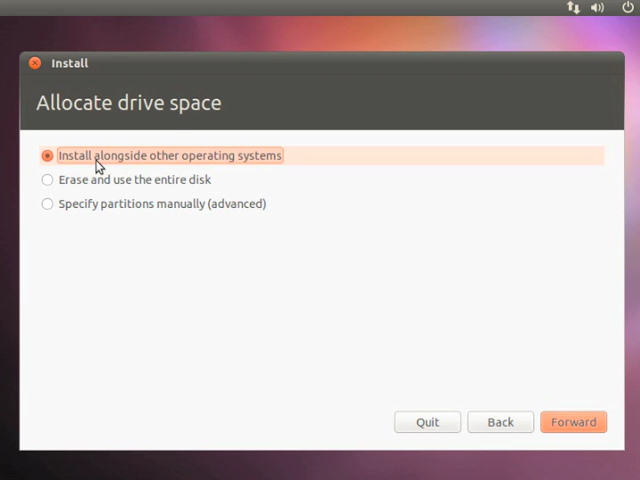 Install
Allocate drive space
Install alongside other operating systems
Erase and use the entire disk
Specify partitions manually (advanced)
Quit
Back
Forward